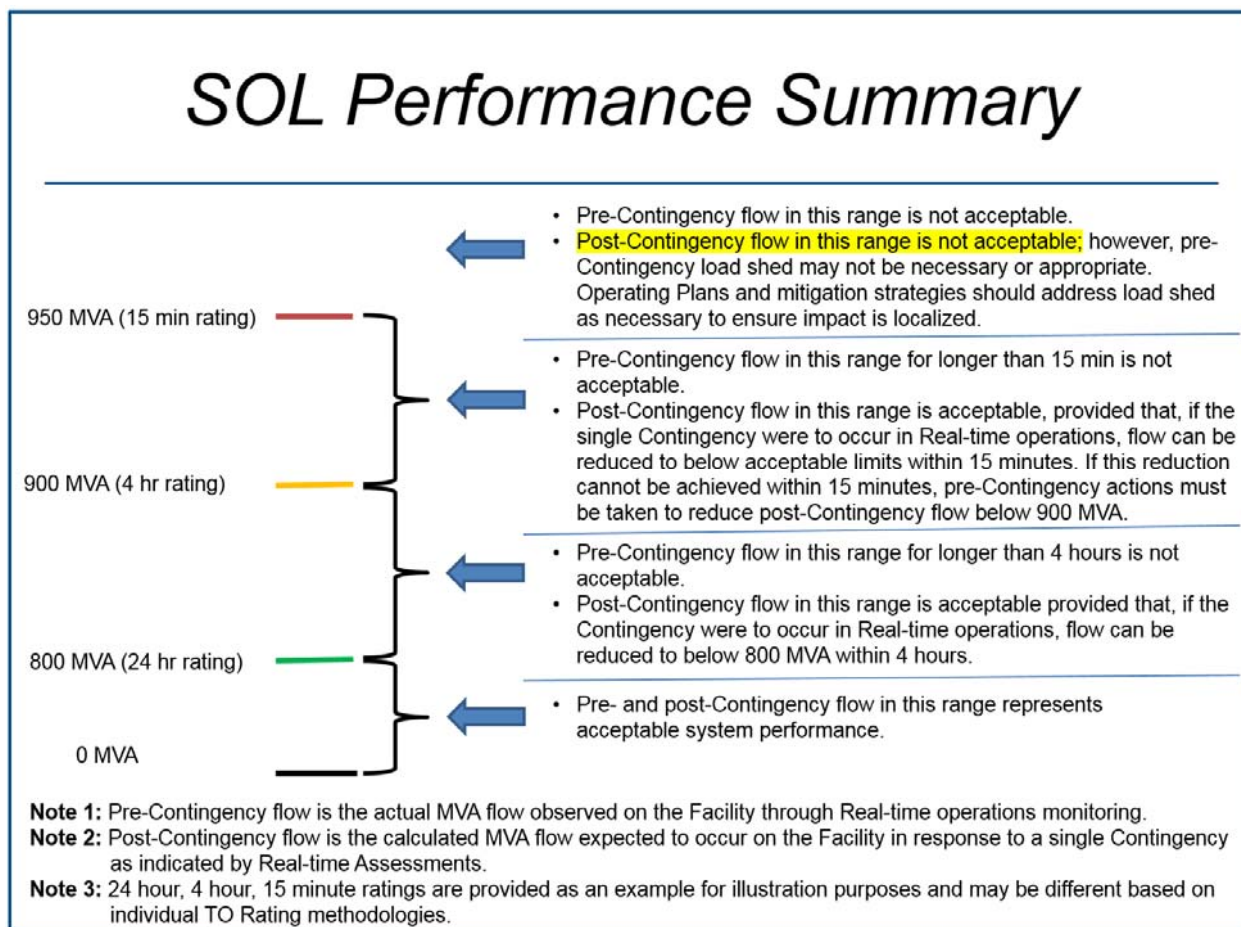 SOL Performance Summary
• Pre-Contingency flow in this range is not acceptable.
• Post-Contingency flow in this range is not acceptable; however, pre-
Contingency load shed may not be necessary or appropriate.
Operating Plans and mitigation strategies should address load shed
as necessary to ensure impact is localized.
950 MVA (15 min rating)
• Pre-Contingency flow in this range for longer than 15 min is not
acceptable.
• Post-Contingency flow in this range is acceptable, provided that, if the
single Contingency were to occur in Real-time operations, flow can be
reduced to below acceptable limits within 15 minutes. If this reduction
cannot be achieved within 15 minutes, pre-Contingency actions must
be taken to reduce post-Contingency flow below 900 MVA.
900 MVA (4 hr rating)
• Pre-Contingency flow in this range for longer than 4 hours is not
acceptable.
• Post-Contingency flow in this range is acceptable provided that, if the
Contingency were to occur in Real-time operations, flow can be
reduced to below 800 MVA within 4 hours.
800 MVA (24 hr rating)
• Pre- and post-Contingency flow in this range represents
acceptable system performance.
0 MVA
Note 1: Pre-Contingency flow is the actual MVA flow observed on the Facility through Real-time operations monitoring.
Note 2: Post-Contingency flow is the calculated MVA flow expected to occur on the Facility in response to a single Contingency
as indicated by Real-time Assessments.
Note 3: 24 hour, 4 hour, 15 minute ratings are provided as an example for illustration purposes and may be different based on
individual TO Rating methodologies.